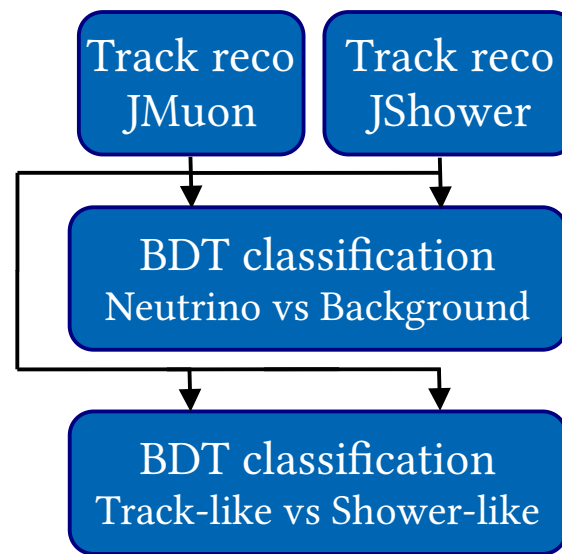 Track reco
JMuon
Track reco
JShower
BDT classification
Neutrino vs Background
BDT classification
Track-like vs Shower-like